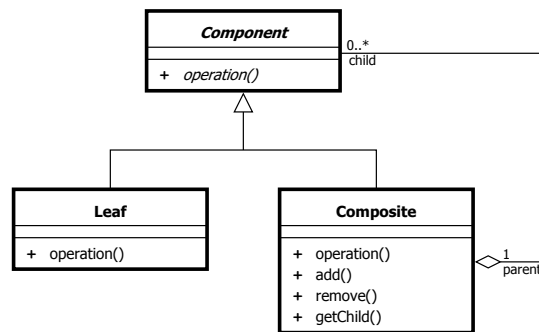 Component
0..*
child
+ operation()
Leaf
+ operation()
Composite
+ operation()
+ add()
+ remove()
+ getChild()
1
parent